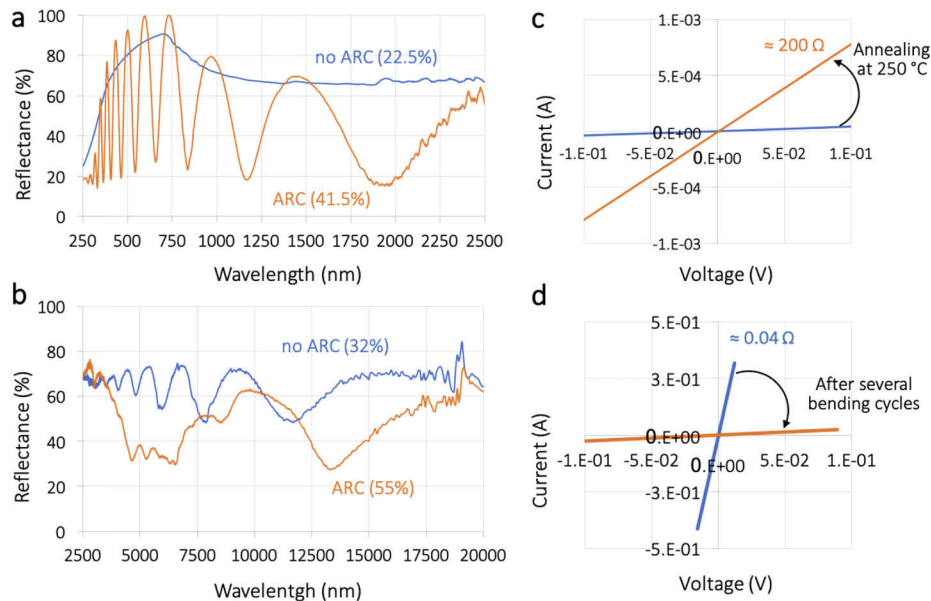 a
Reflectance (%)
100
80
60
40
20
0
no ARC (22.5%)
ARC (41.5%)
250 500 750 1000 1250 1500 1750 2000 2250 2500
Wavelength (nm)
b
Reflectance (%)
100
80
60
40
20
0
no ARC (32%)
ARC (55%)
2500 5000 7500 10000 12500 15000 17500 20000
Wavelentgh (nm)
c
Current (A)
1.E-03
5.E-04
0.E+00
-5.E-04
-1.E-03
≈ 200 Ω
Annealing
at 250 °C
-1.E-01 -5.E-02 0.E+00 5.E-02 1.E-01
Voltage (V)
d
Current (A)
5.E-01
3.E-01
0.E+00
-3.E-01
-5.E-01
≈ 0.04 Ω
After several
bending cycles
-1.E-01 -5.E-02 0.E+00 5.E-02 1.E-01
Voltage (V)